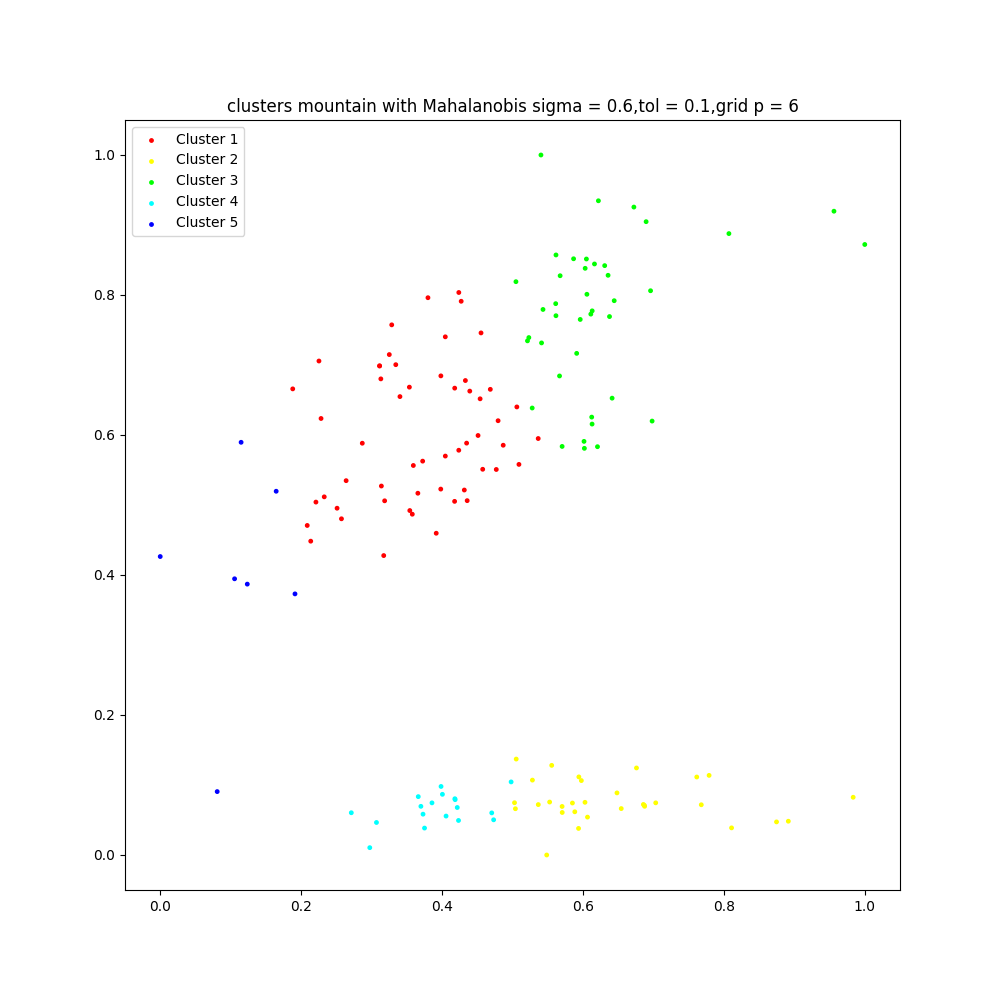 clusters mountain with Mahalanobis sigma = 0.6,tol = 0.1,grid p = 6
Cluster 1
Cluster 2
Cluster 3
Cluster 4
Cluster 5
1.0
0.8
0.6
0.4
0.2
0.0
0.0 0.2 0.4 0.6 0.8 1.0